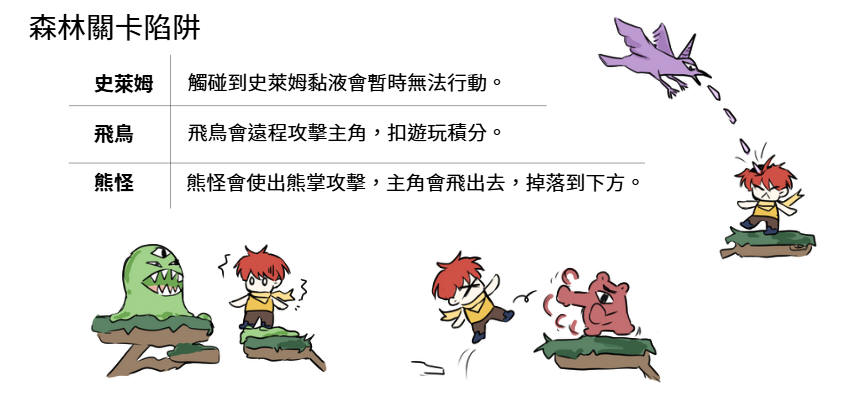 森林關卡陷阱
史萊姆 觸碰到史萊姆黏液會暫時無法行動。
飛鳥 飛鳥會遠程攻擊主角，扣遊玩積分。
熊怪 熊怪會使出熊掌攻擊，主角會飛出去，掉落到下方。